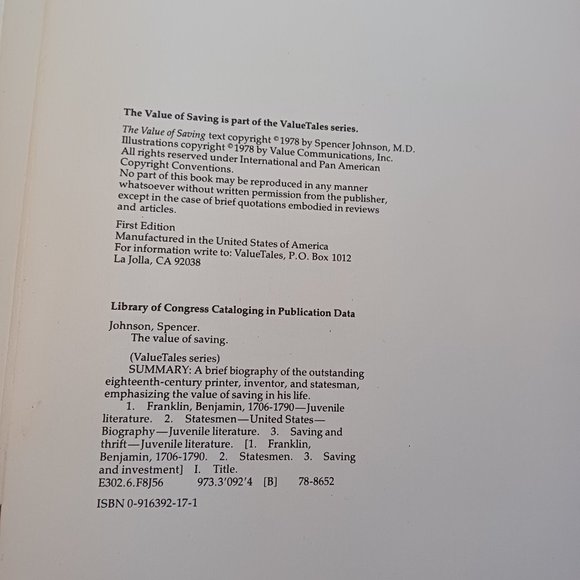 The Value of Saving is part of the ValueTales series.
The Value of Saving text copyright © 1978 by Spencer Johnson, M.D.
Illustrations copyright © 1978 by Value Communications, Inc.
All rights reserved under International and Pan American
Copyright Conventions.
No part of this book may be reproduced in any manner
whatsoever without written permission from the publisher,
except in the case of brief quotations embodied in reviews
and articles.
First Edition
Manufactured in the United States of America
For information write to: ValueTales, P.O. Box 1012
La Jolla, CA 92038
Library of Congress Cataloging in Publication Data
Johnson, Spencer.
The value of saving.
(ValueTales series)
SUMMARY: A brief biography of the outstanding
eighteenth-century printer, inventor, and statesman,
emphasizing the value of saving in his life.
1. Franklin, Benjamin, 1706-1790—Juvenile
literature. 2. Statesmen—United States—
Biography—Juvenile literature. 3. Saving and
thrift—Juvenile literature. [1. Franklin,
Benjamin, 1706-1790. 2. Statesmen. 3. Saving
and investment] I. Title.
E302.6.F8J56 973.3'092'4 [B] 78-8652
ISBN 0-916392-17-1